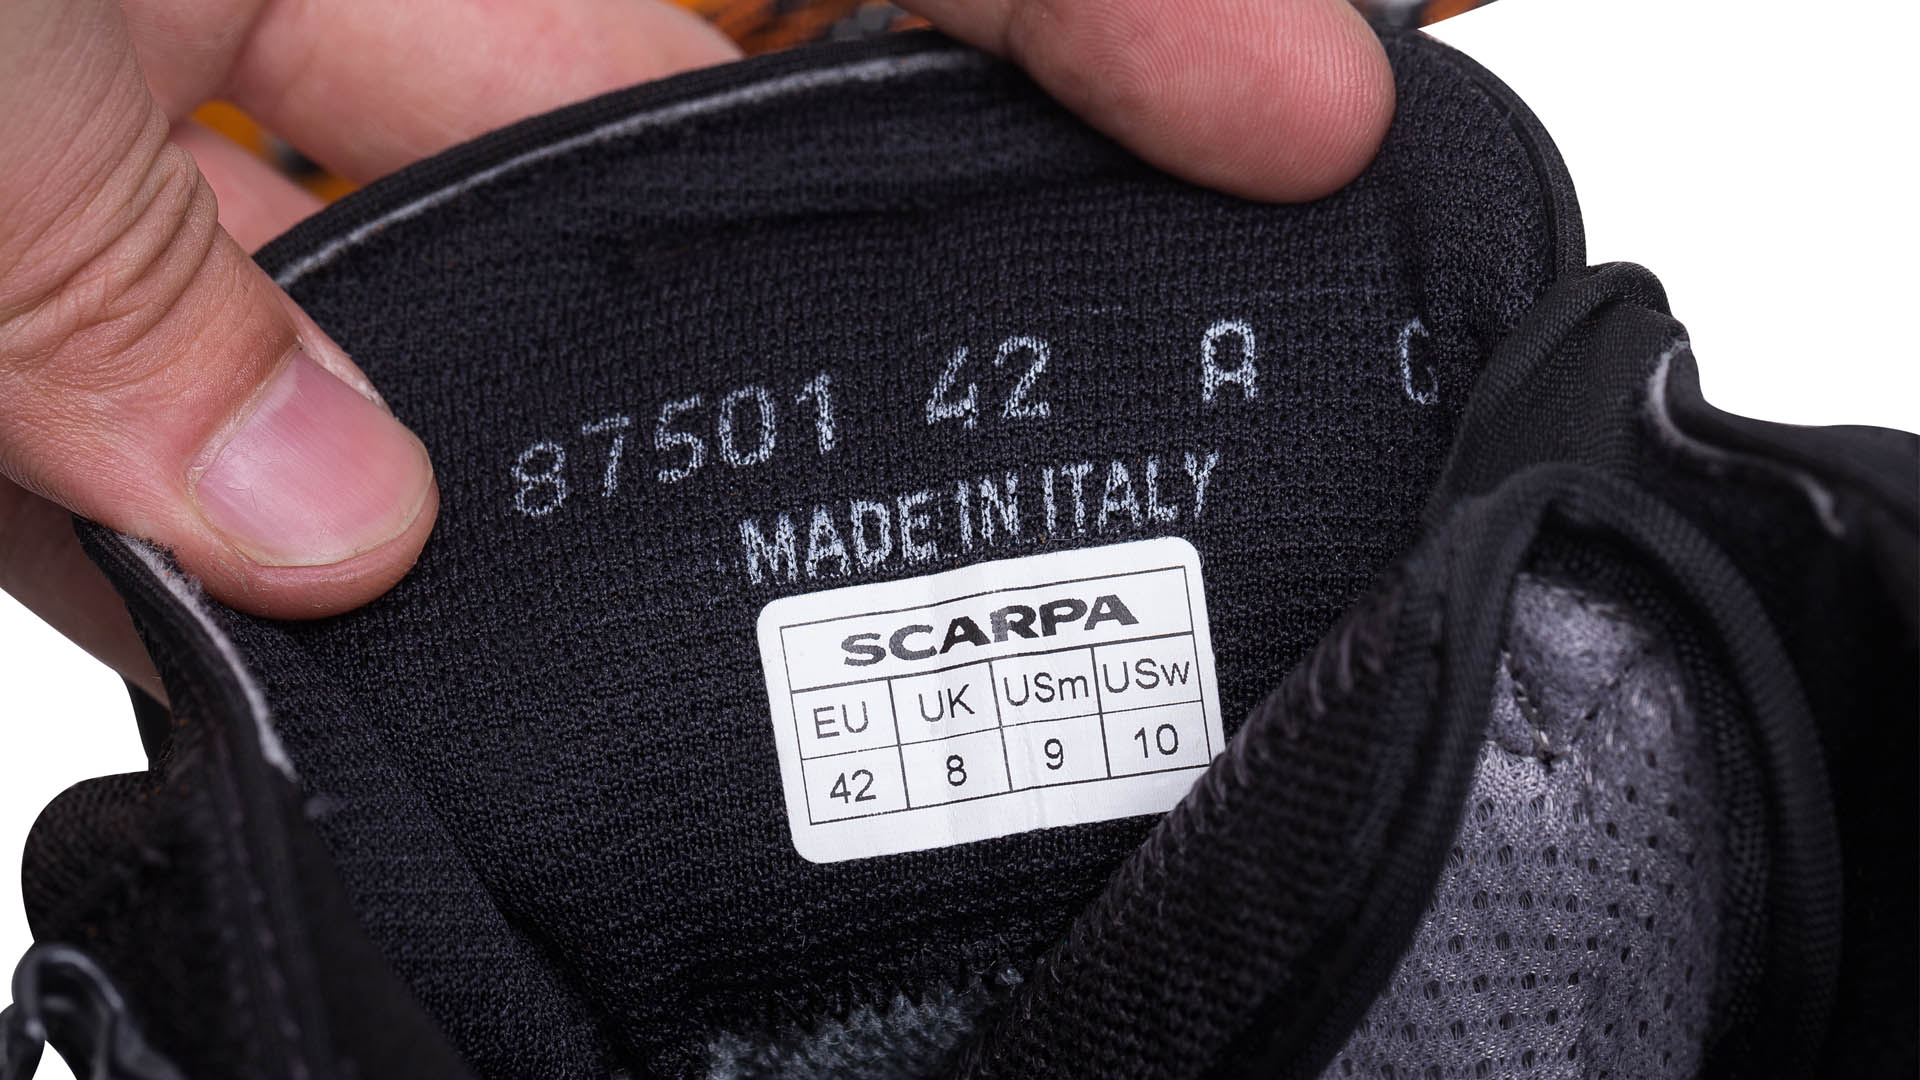 87501 42 A C
MADE IN ITALY
SCARPA
EU UK USm USw
42 8 9 10